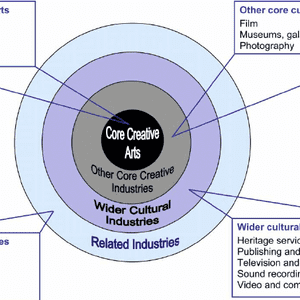 rts
Other core cu
Film
Museums, gal
Photography
Core Creative
Arts
Other Core Creative
Industries
Wider Cultural
Industries
Related Industries
es
Wider cultural
Heritage servic
Publishing and
Television and
Sound recordin
Video and com